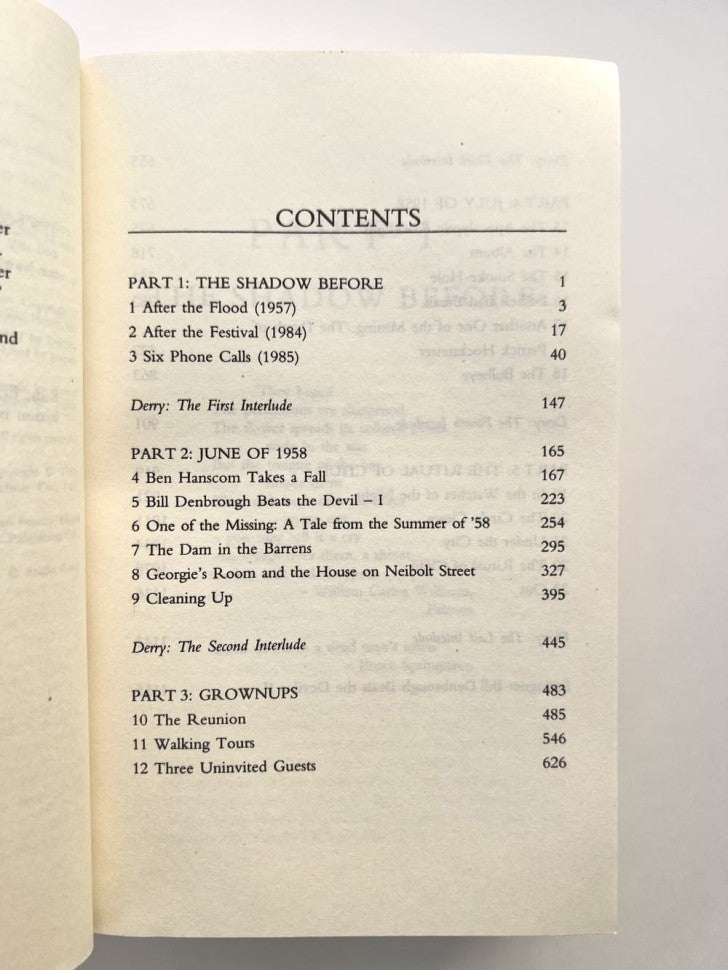 er
er
nd
CONTENTS
PART 1: THE SHADOW BEFORE 1
1 After the Flood (1957) 3
2 After the Festival (1984) 17
3 Six Phone Calls (1985) 40
Derry: The First Interlude 147
PART 2: JUNE OF 1958 165
4 Ben Hanscom Takes a Fall 167
5 Bill Denbrough Beats the Devil – I 223
6 One of the Missing: A Tale from the Summer of '58 254
7 The Dam in the Barrens 295
8 Georgie's Room and the House on Neibolt Street 327
9 Cleaning Up 395
Derry: The Second Interlude 445
PART 3: GROWNUPS 483
10 The Reunion 485
11 Walking Tours 546
12 Three Uninvited Guests 626